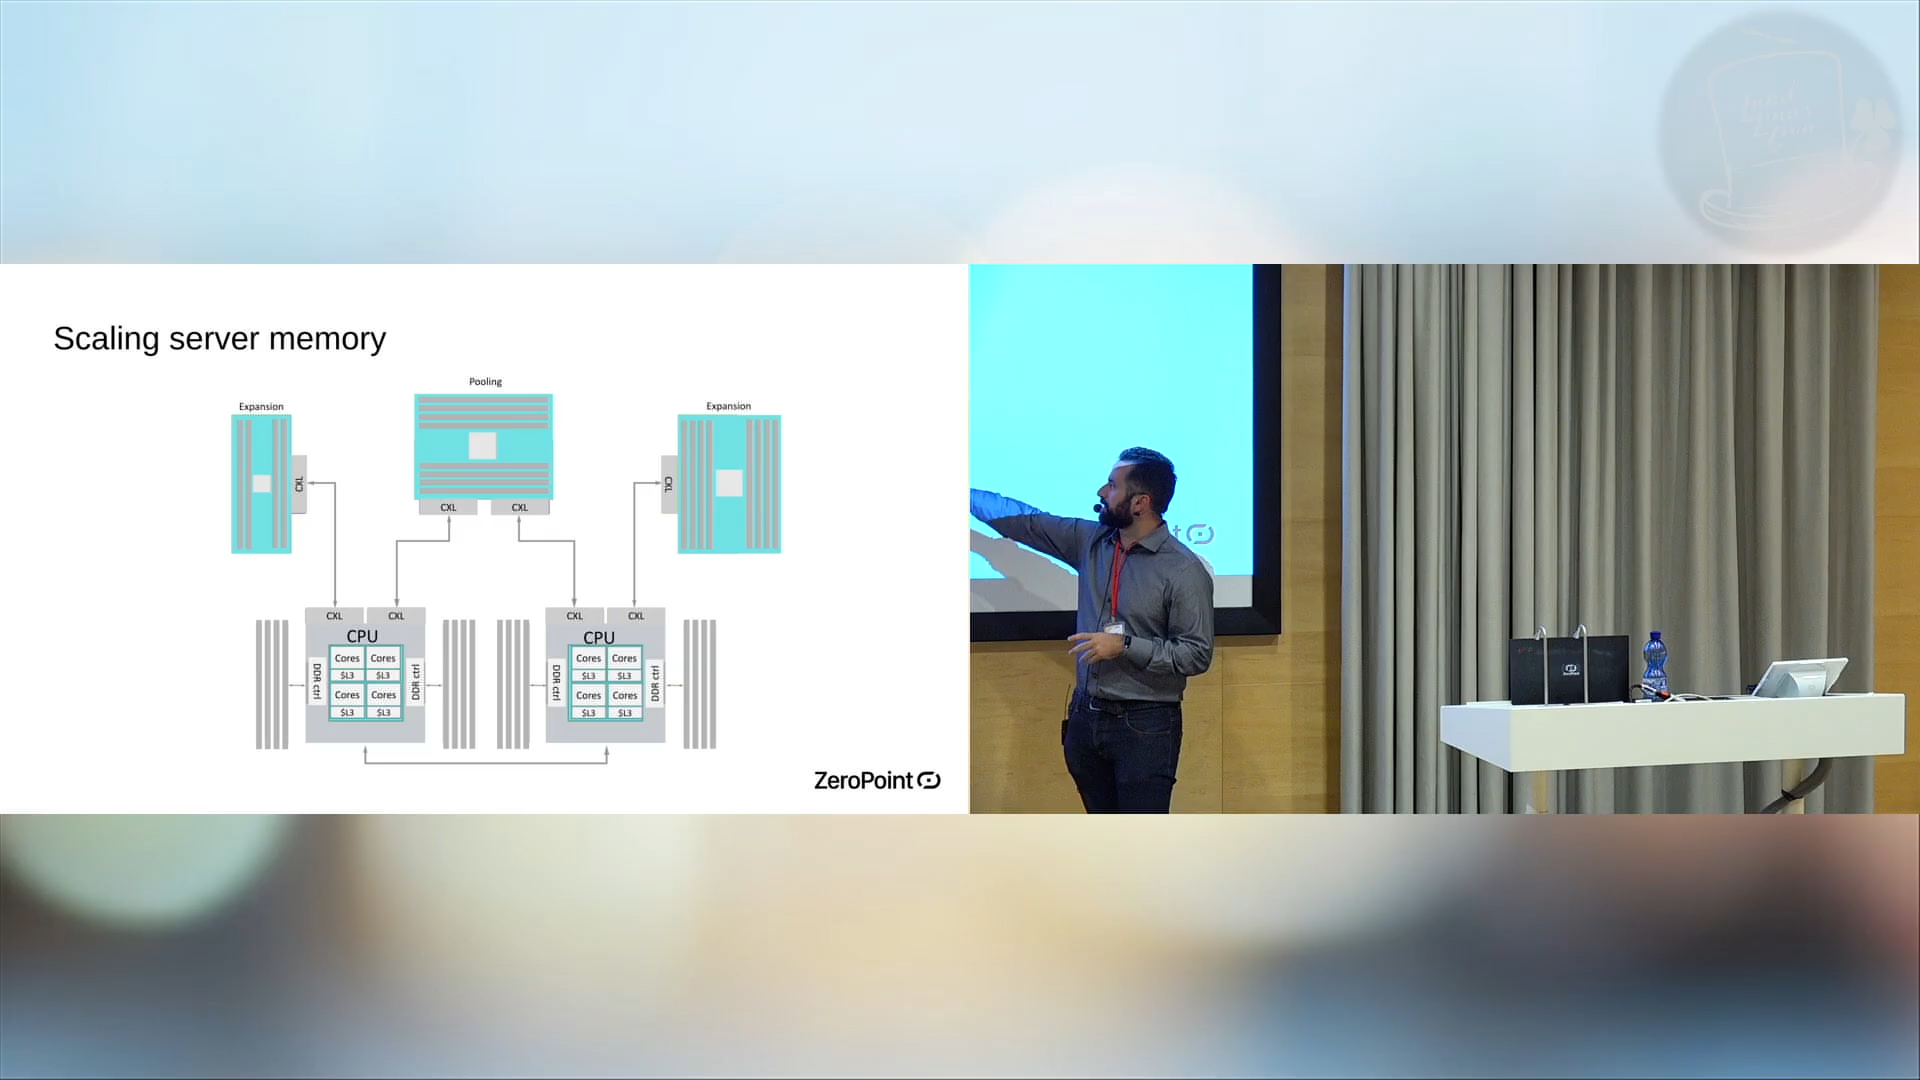 Scaling server memory
Pooling
Expansion
Expansion
CXL
CXL
CXL
CXL
CXL
CXL
CXL
CXL
CPU
CPU
Cores
Cores
$L3
$L3
Cores
Cores
$L3
$L3
DDR ctrl
DDR ctrl
Cores
Cores
$L3
$L3
Cores
Cores
$L3
$L3
DDR ctrl
DDR ctrl
ZeroPoint
t